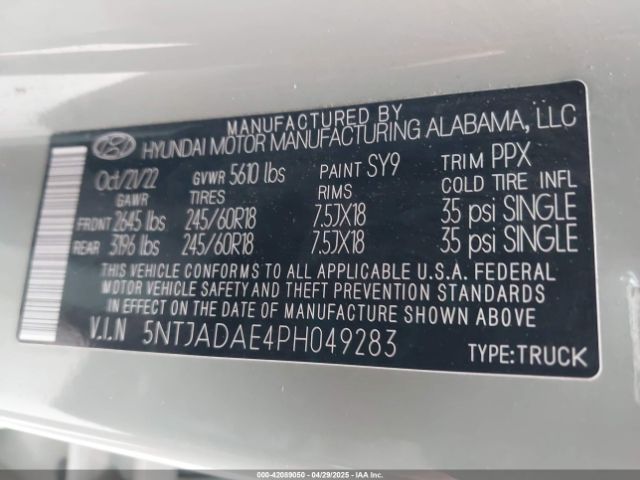 MANUFACTURED BY
HYUNDAI MOTOR MANUFACTURING ALABAMA, LLC
Oct/21/22 GVWR 5610 lbs PAINT SY9 TRIM PPX
GAWR TIRES RIMS COLD TIRE INFL
FRONT 2645 lbs 245/60R18 7.5JX18 35 psi SINGLE
REAR 3196 lbs 245/60R18 7.5JX18 35 psi SINGLE
THIS VEHICLE CONFORMS TO ALL APPLICABLE U.S.A. FEDERAL
MOTOR VEHICLE SAFETY AND THEFT PREVENTION STANDARDS
IN EFFECT ON THE DATE OF MANUFACTURE SHOWN ABOVE
V.I.N 5NTJADAE4PH049283 TYPE:TRUCK
000-42089050 - 04/29/2025 - IAAI.COM